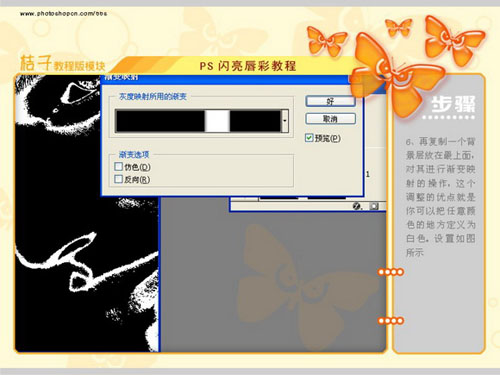 www.photoshopcn.com/bbs
桔子教程版模块
PS 闪亮唇彩教程
步骤
渐变映射
灰度映射所用的渐变
好
取消
预览(P)
渐变选项
仿色(D)
反向(R)
1
6、再复制一个背
景层放在最上面，
对其进行渐变映
射的操作，这个
调整的优点就是
你可以把任意颜
色的地方定义为
白色，设置如图
所示